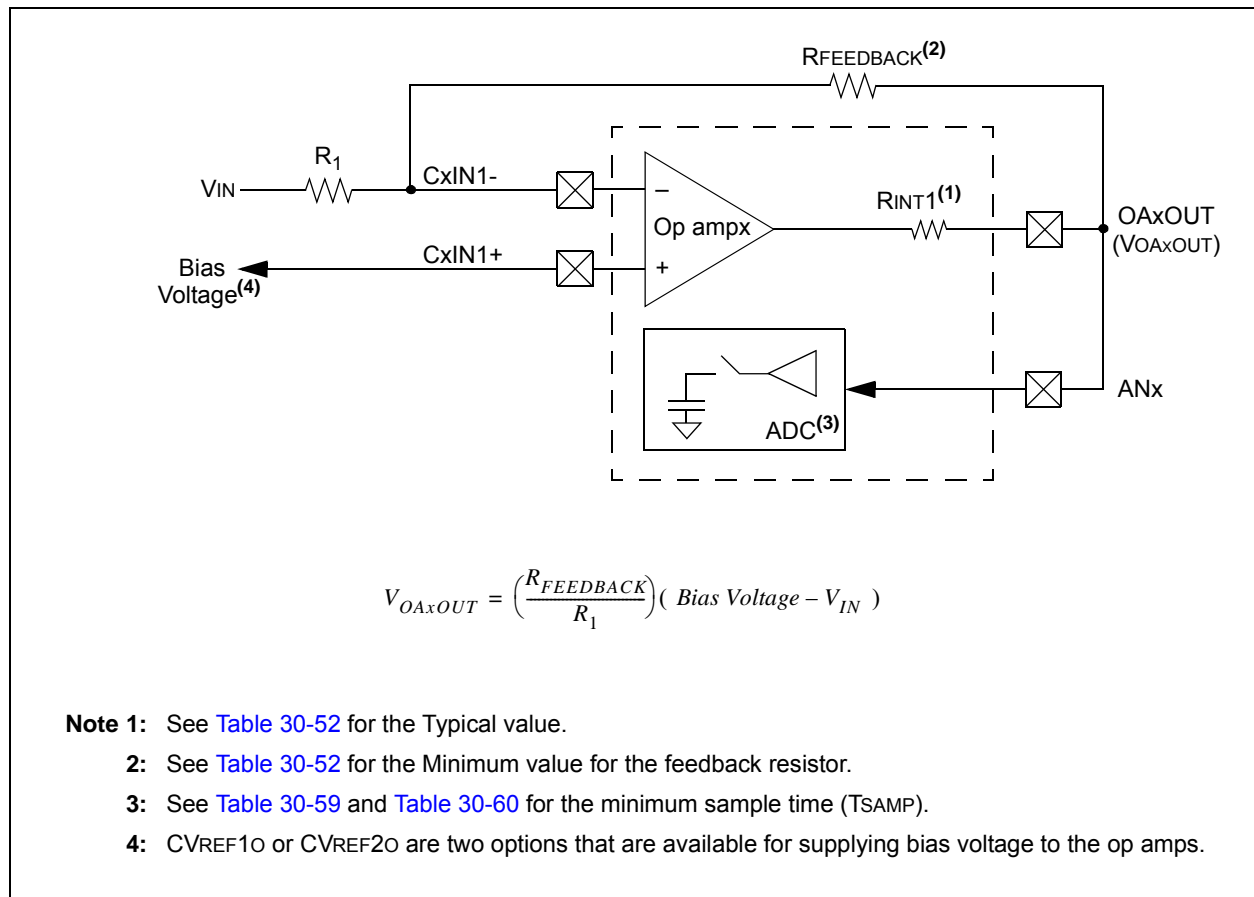 RFEEDBACK(2)
R1
VIN
CxIN1-
–
Op ampx
+
RINT1(1)
OAxOUT
(VOAxOUT)
CxIN1+
Bias
Voltage(4)
ADC(3)
ANx
VOAxOUT = (RFEEDBACK / R1)( Bias Voltage – VIN )
Note 1: See Table 30-52 for the Typical value.
2: See Table 30-52 for the Minimum value for the feedback resistor.
3: See Table 30-59 and Table 30-60 for the minimum sample time (TSAMP).
4: CVREF1O or CVREF2O are two options that are available for supplying bias voltage to the op amps.